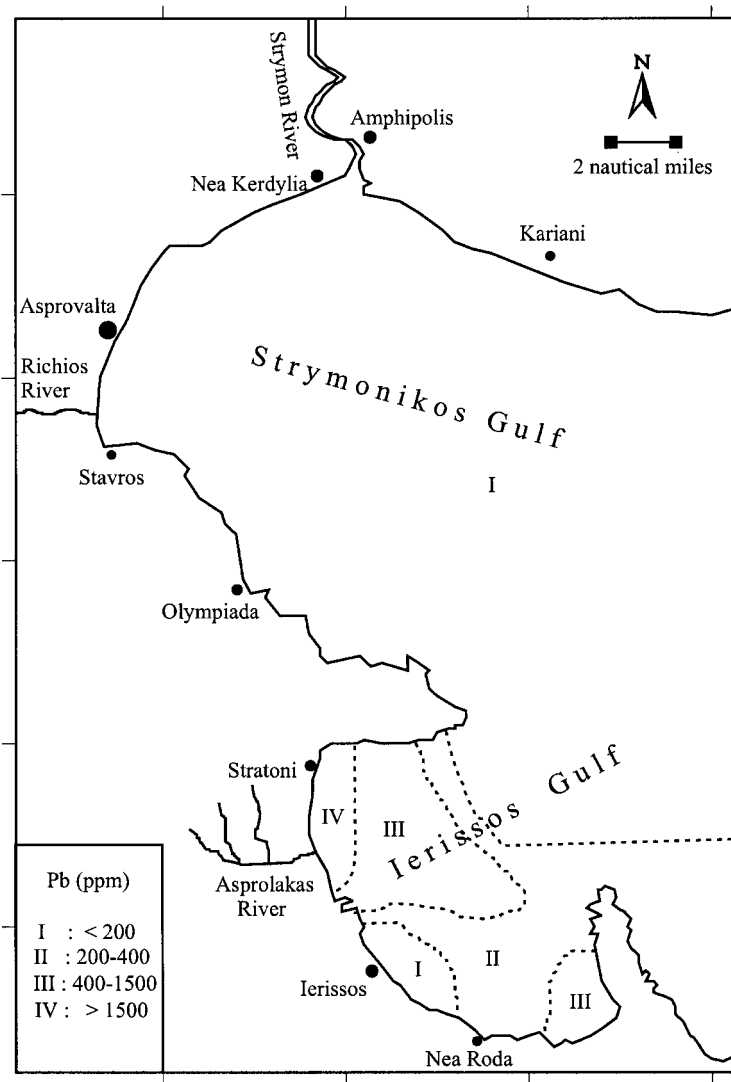 Strymon River
N
Amphipolis
2 nautical miles
Nea Kerdylia
Kariani
Asprovalta
Richios
River
Strymonikos Gulf
Stavros
I
Olympiada
Stratoni
Ierissos Gulf
IV
III
Asprolakas
River
Pb (ppm)
I : < 200
II : 200-400
III : 400-1500
IV : > 1500
I
II
III
Ierissos
Nea Roda